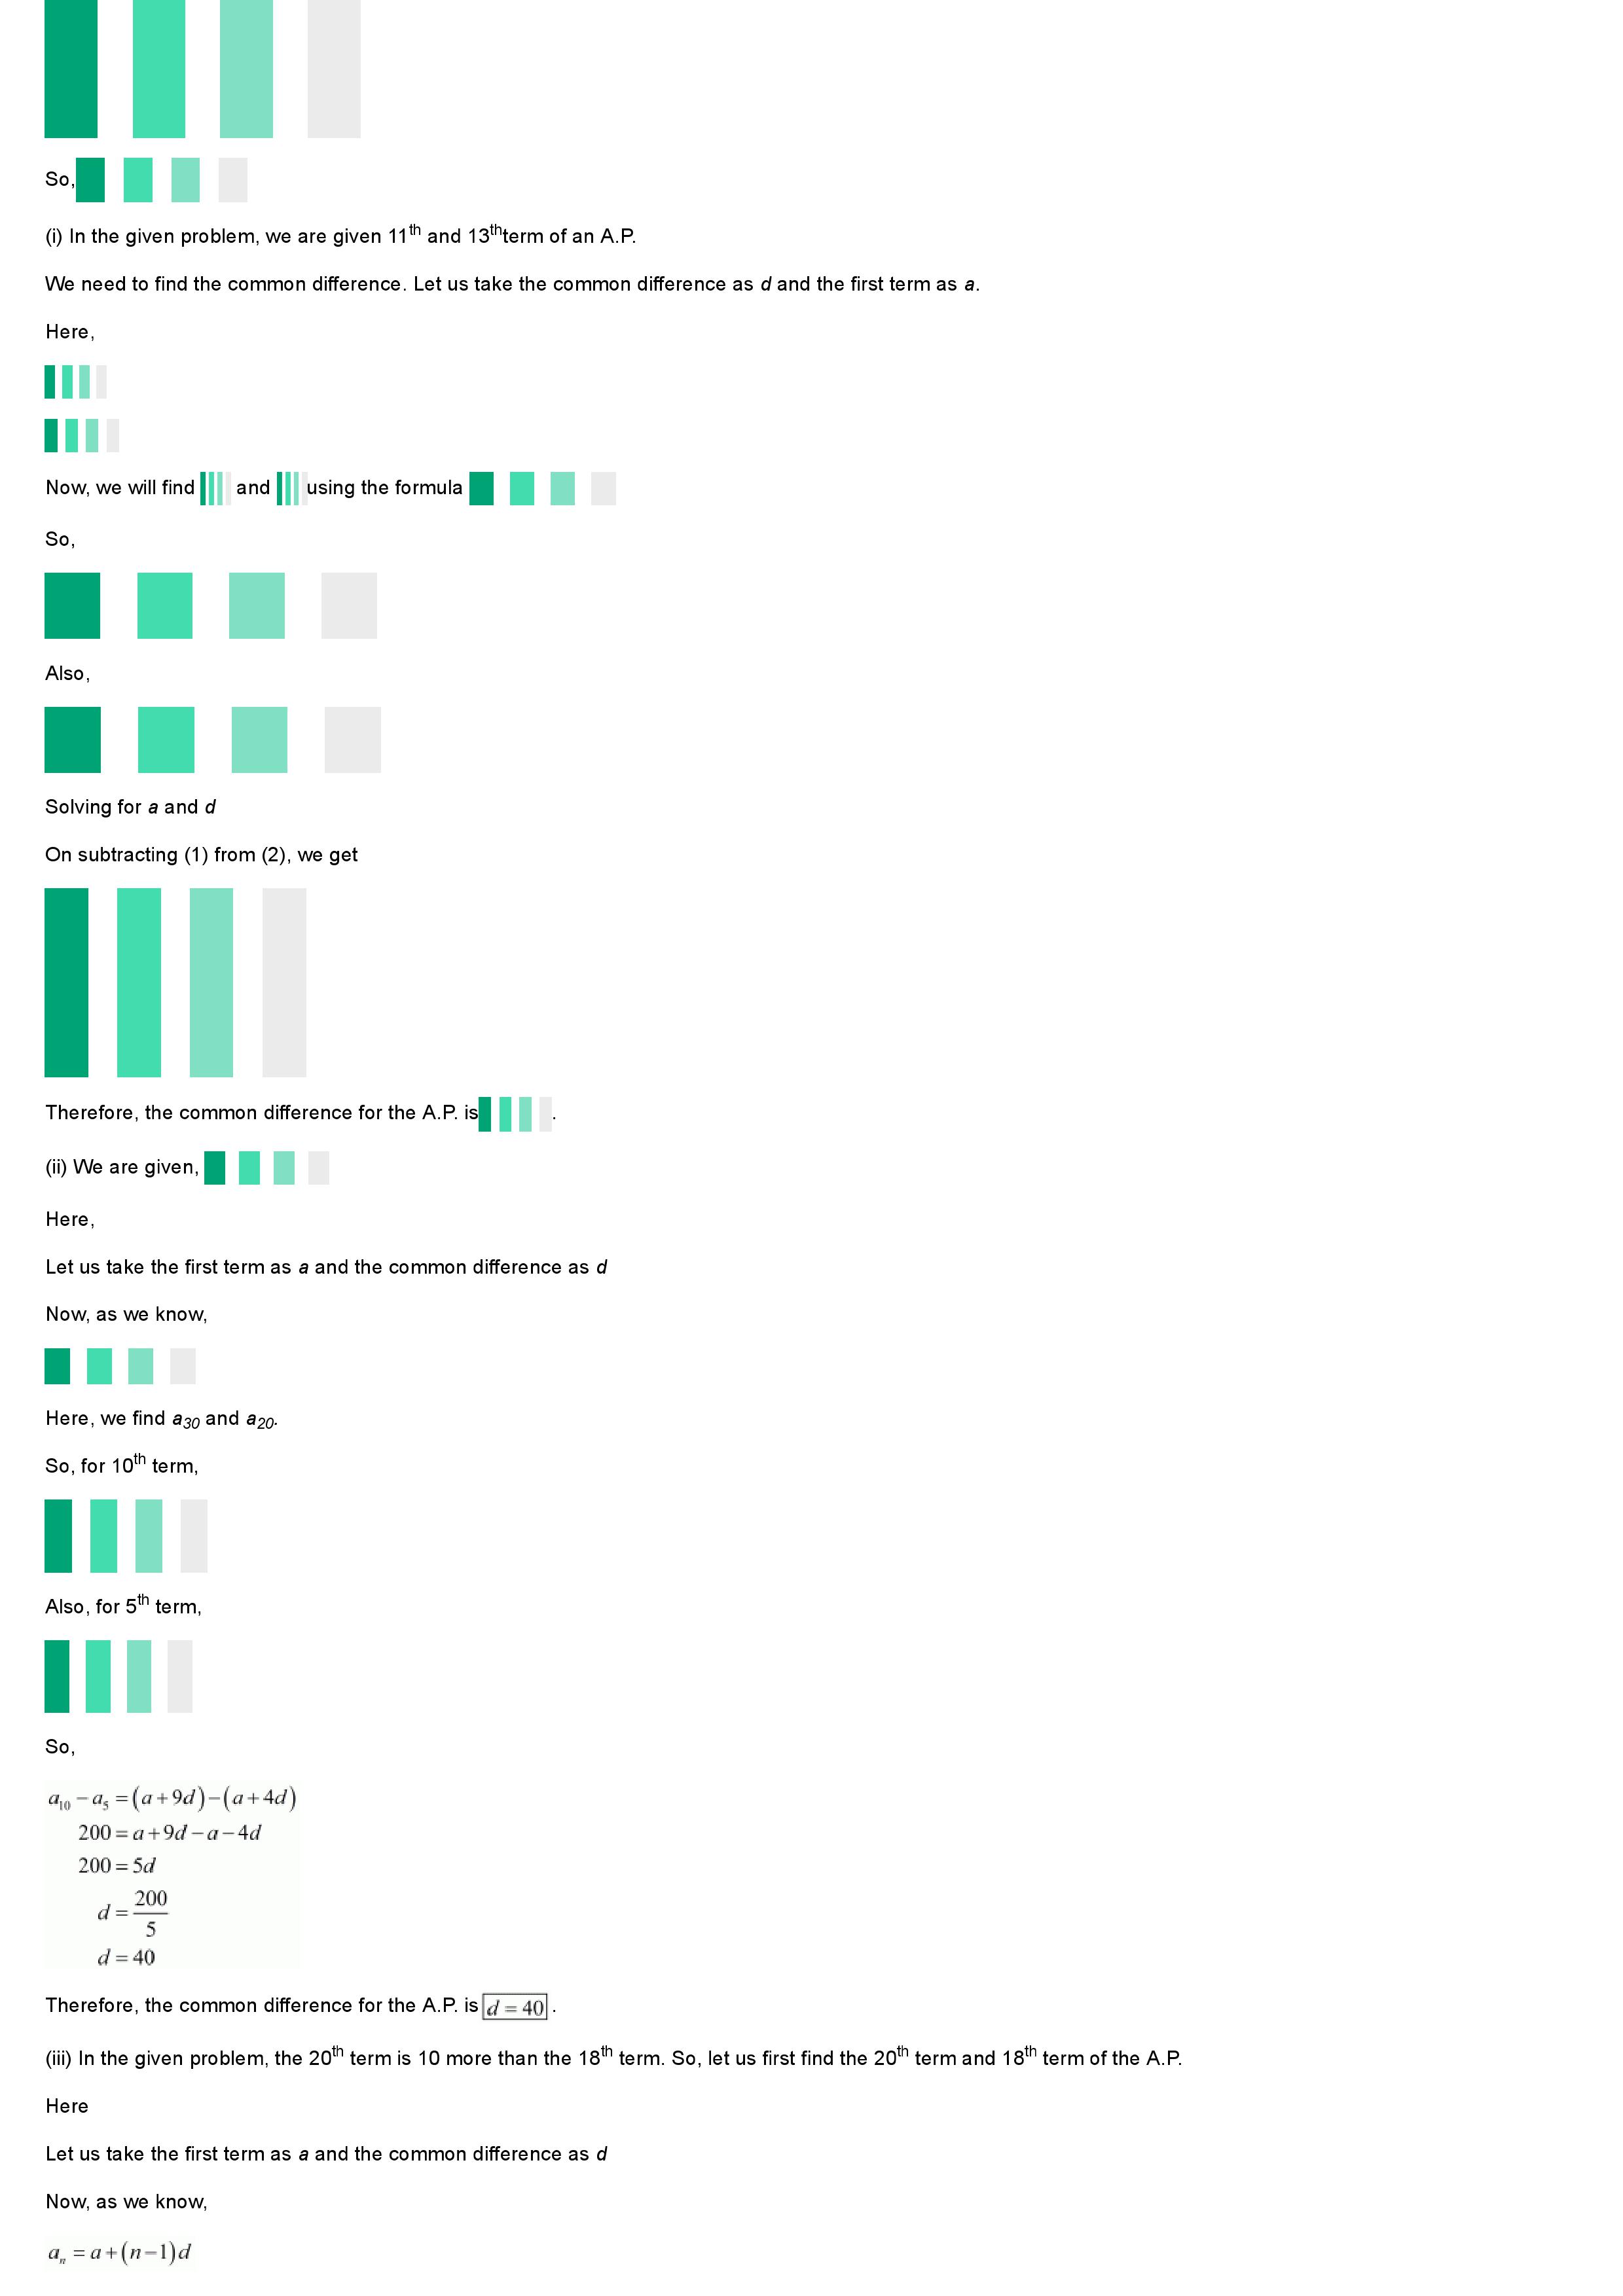 So,
(i) In the given problem, we are given 11th and 13thterm of an A.P.
We need to find the common difference. Let us take the common difference as d and the first term as a.
Here,
Now, we will find and using the formula
So,
Also,
Solving for a and d
On subtracting (1) from (2), we get
Therefore, the common difference for the A.P. is .
(ii) We are given,
Here,
Let us take the first term as a and the common difference as d
Now, as we know,
Here, we find a30 and a20.
So, for 10th term,
Also, for 5th term,
So,
a10 − a5 = (a+9d)−(a+4d)
200 = a+9d−a−4d
200 = 5d
d = 200/5
d = 40
Therefore, the common difference for the A.P. is d = 40 .
(iii) In the given problem, the 20th term is 10 more than the 18th term. So, let us first find the 20th term and 18th term of the A.P.
Here
Let us take the first term as a and the common difference as d
Now, as we know,
an = a+(n−1)d